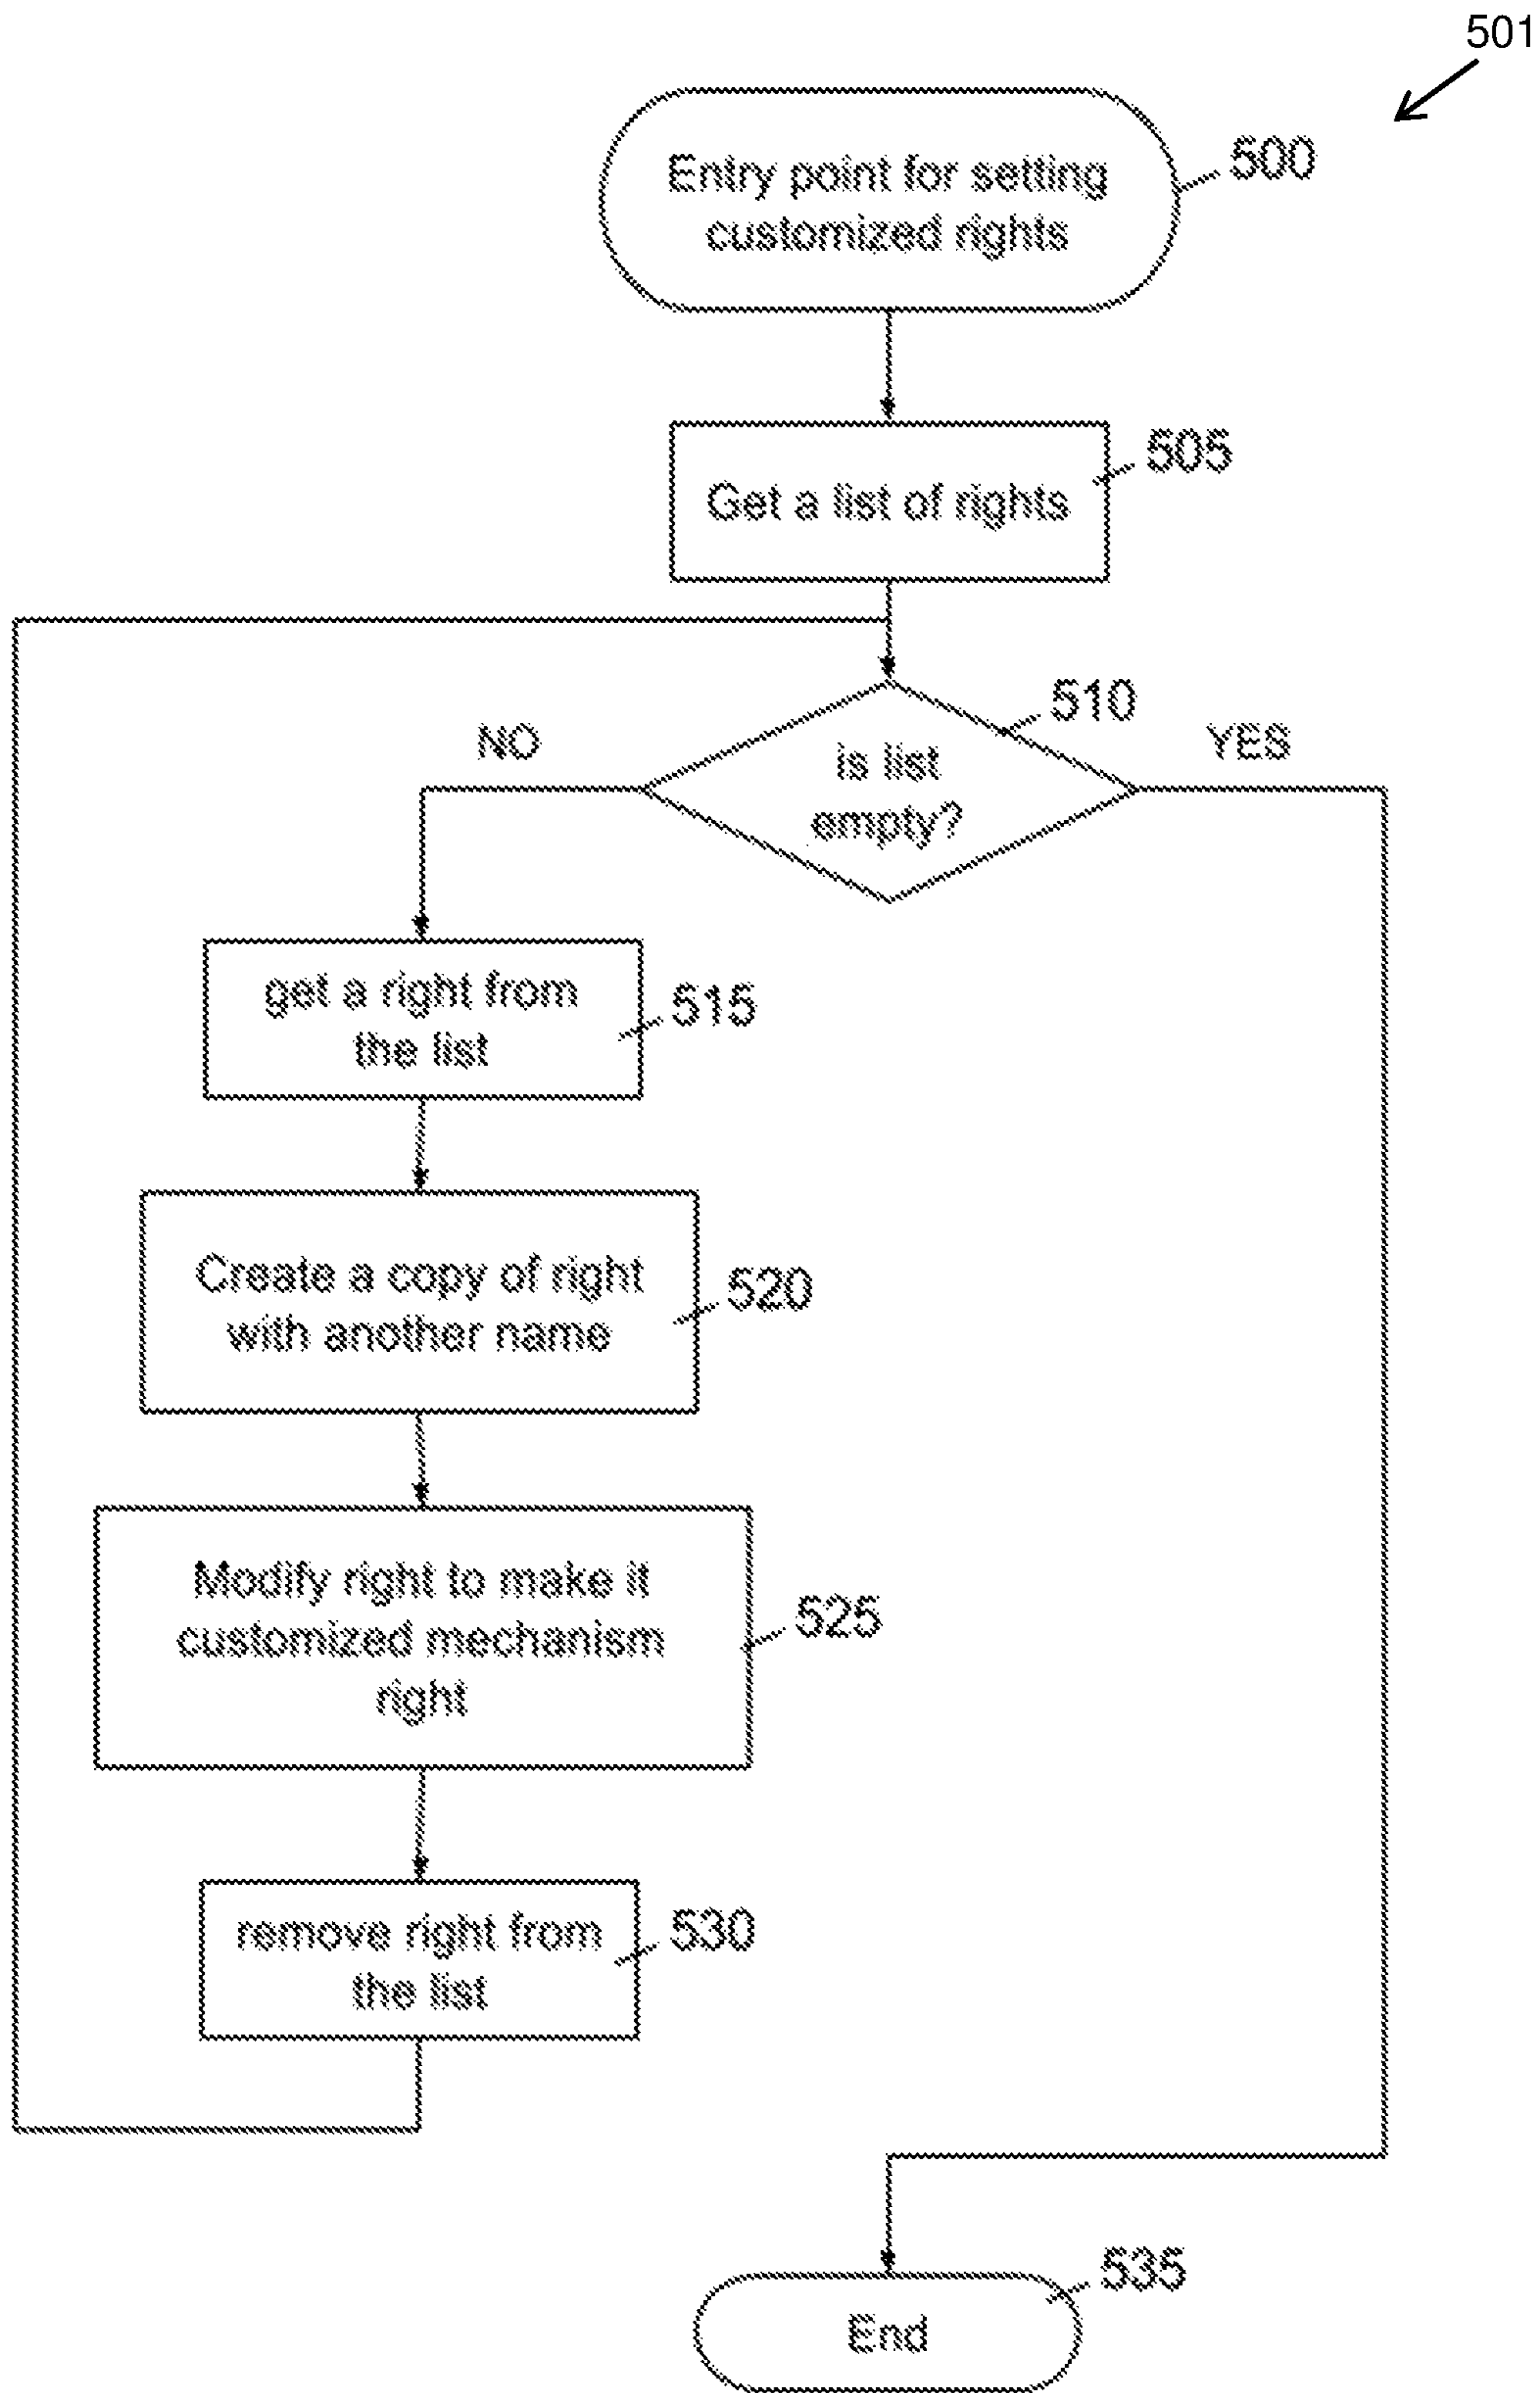 501
Entry point for setting
customized rights
500
Get a list of rights
505
is list
empty?
510
NO
YES
get a right from
the list
515
Create a copy of right
with another name
520
Modify right to make it
customized mechanism
right
525
remove right from
the list
530
End
535